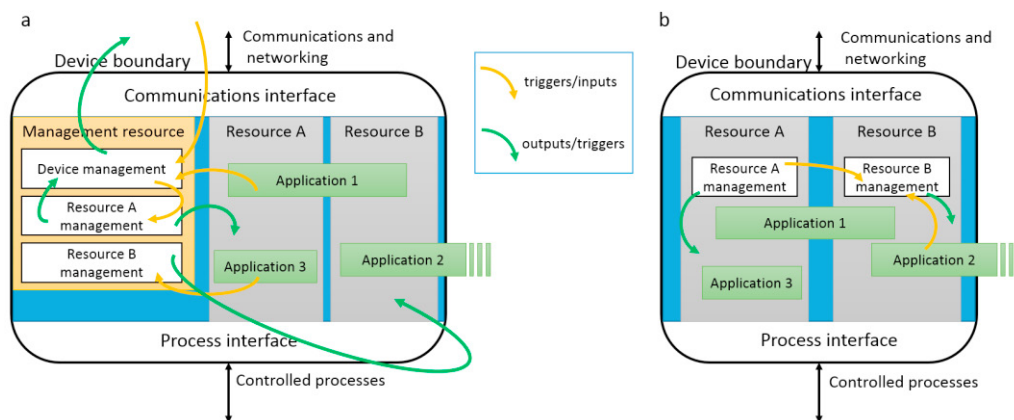 a
Communications and
networking
Device boundary
Communications interface
Management resource
Resource A
Resource B
Device management
Application 1
Resource A
management
Resource B
management
Application 3
Application 2
Process interface
Controlled processes
triggers/inputs
outputs/triggers
b
Communications and
networking
Device boundary
Communications interface
Resource A
Resource B
Resource A
management
Resource B
management
Application 1
Application 2
Application 3
Process interface
Controlled processes